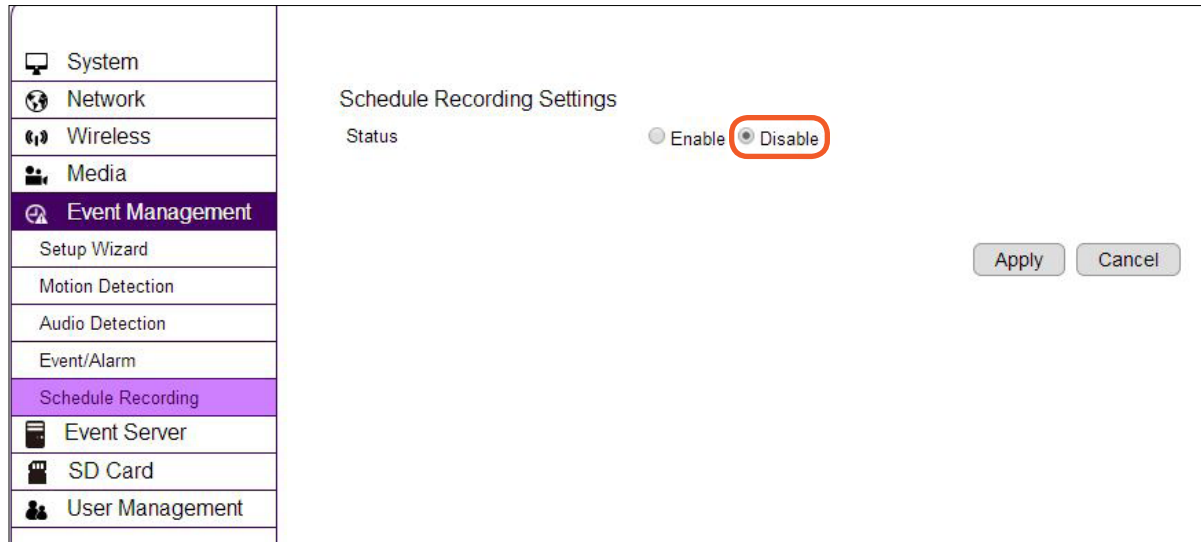 System
Network
Wireless
Media
Event Management
Setup Wizard
Motion Detection
Audio Detection
Event/Alarm
Schedule Recording
Event Server
SD Card
User Management
Schedule Recording Settings
Status Enable Disable
Apply Cancel